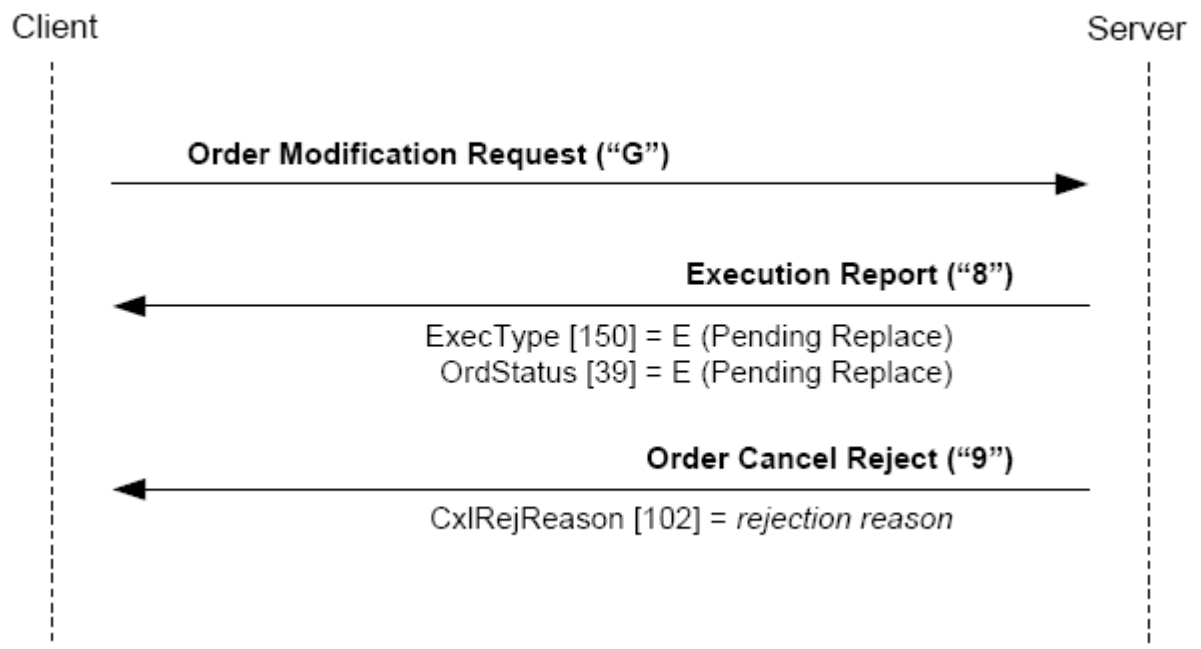 Client
Server
Order Modification Request (“G”)
Execution Report (“8”)
ExecType [150] = E (Pending Replace)
OrdStatus [39] = E (Pending Replace)
Order Cancel Reject (“9”)
CxlRejReason [102] = rejection reason